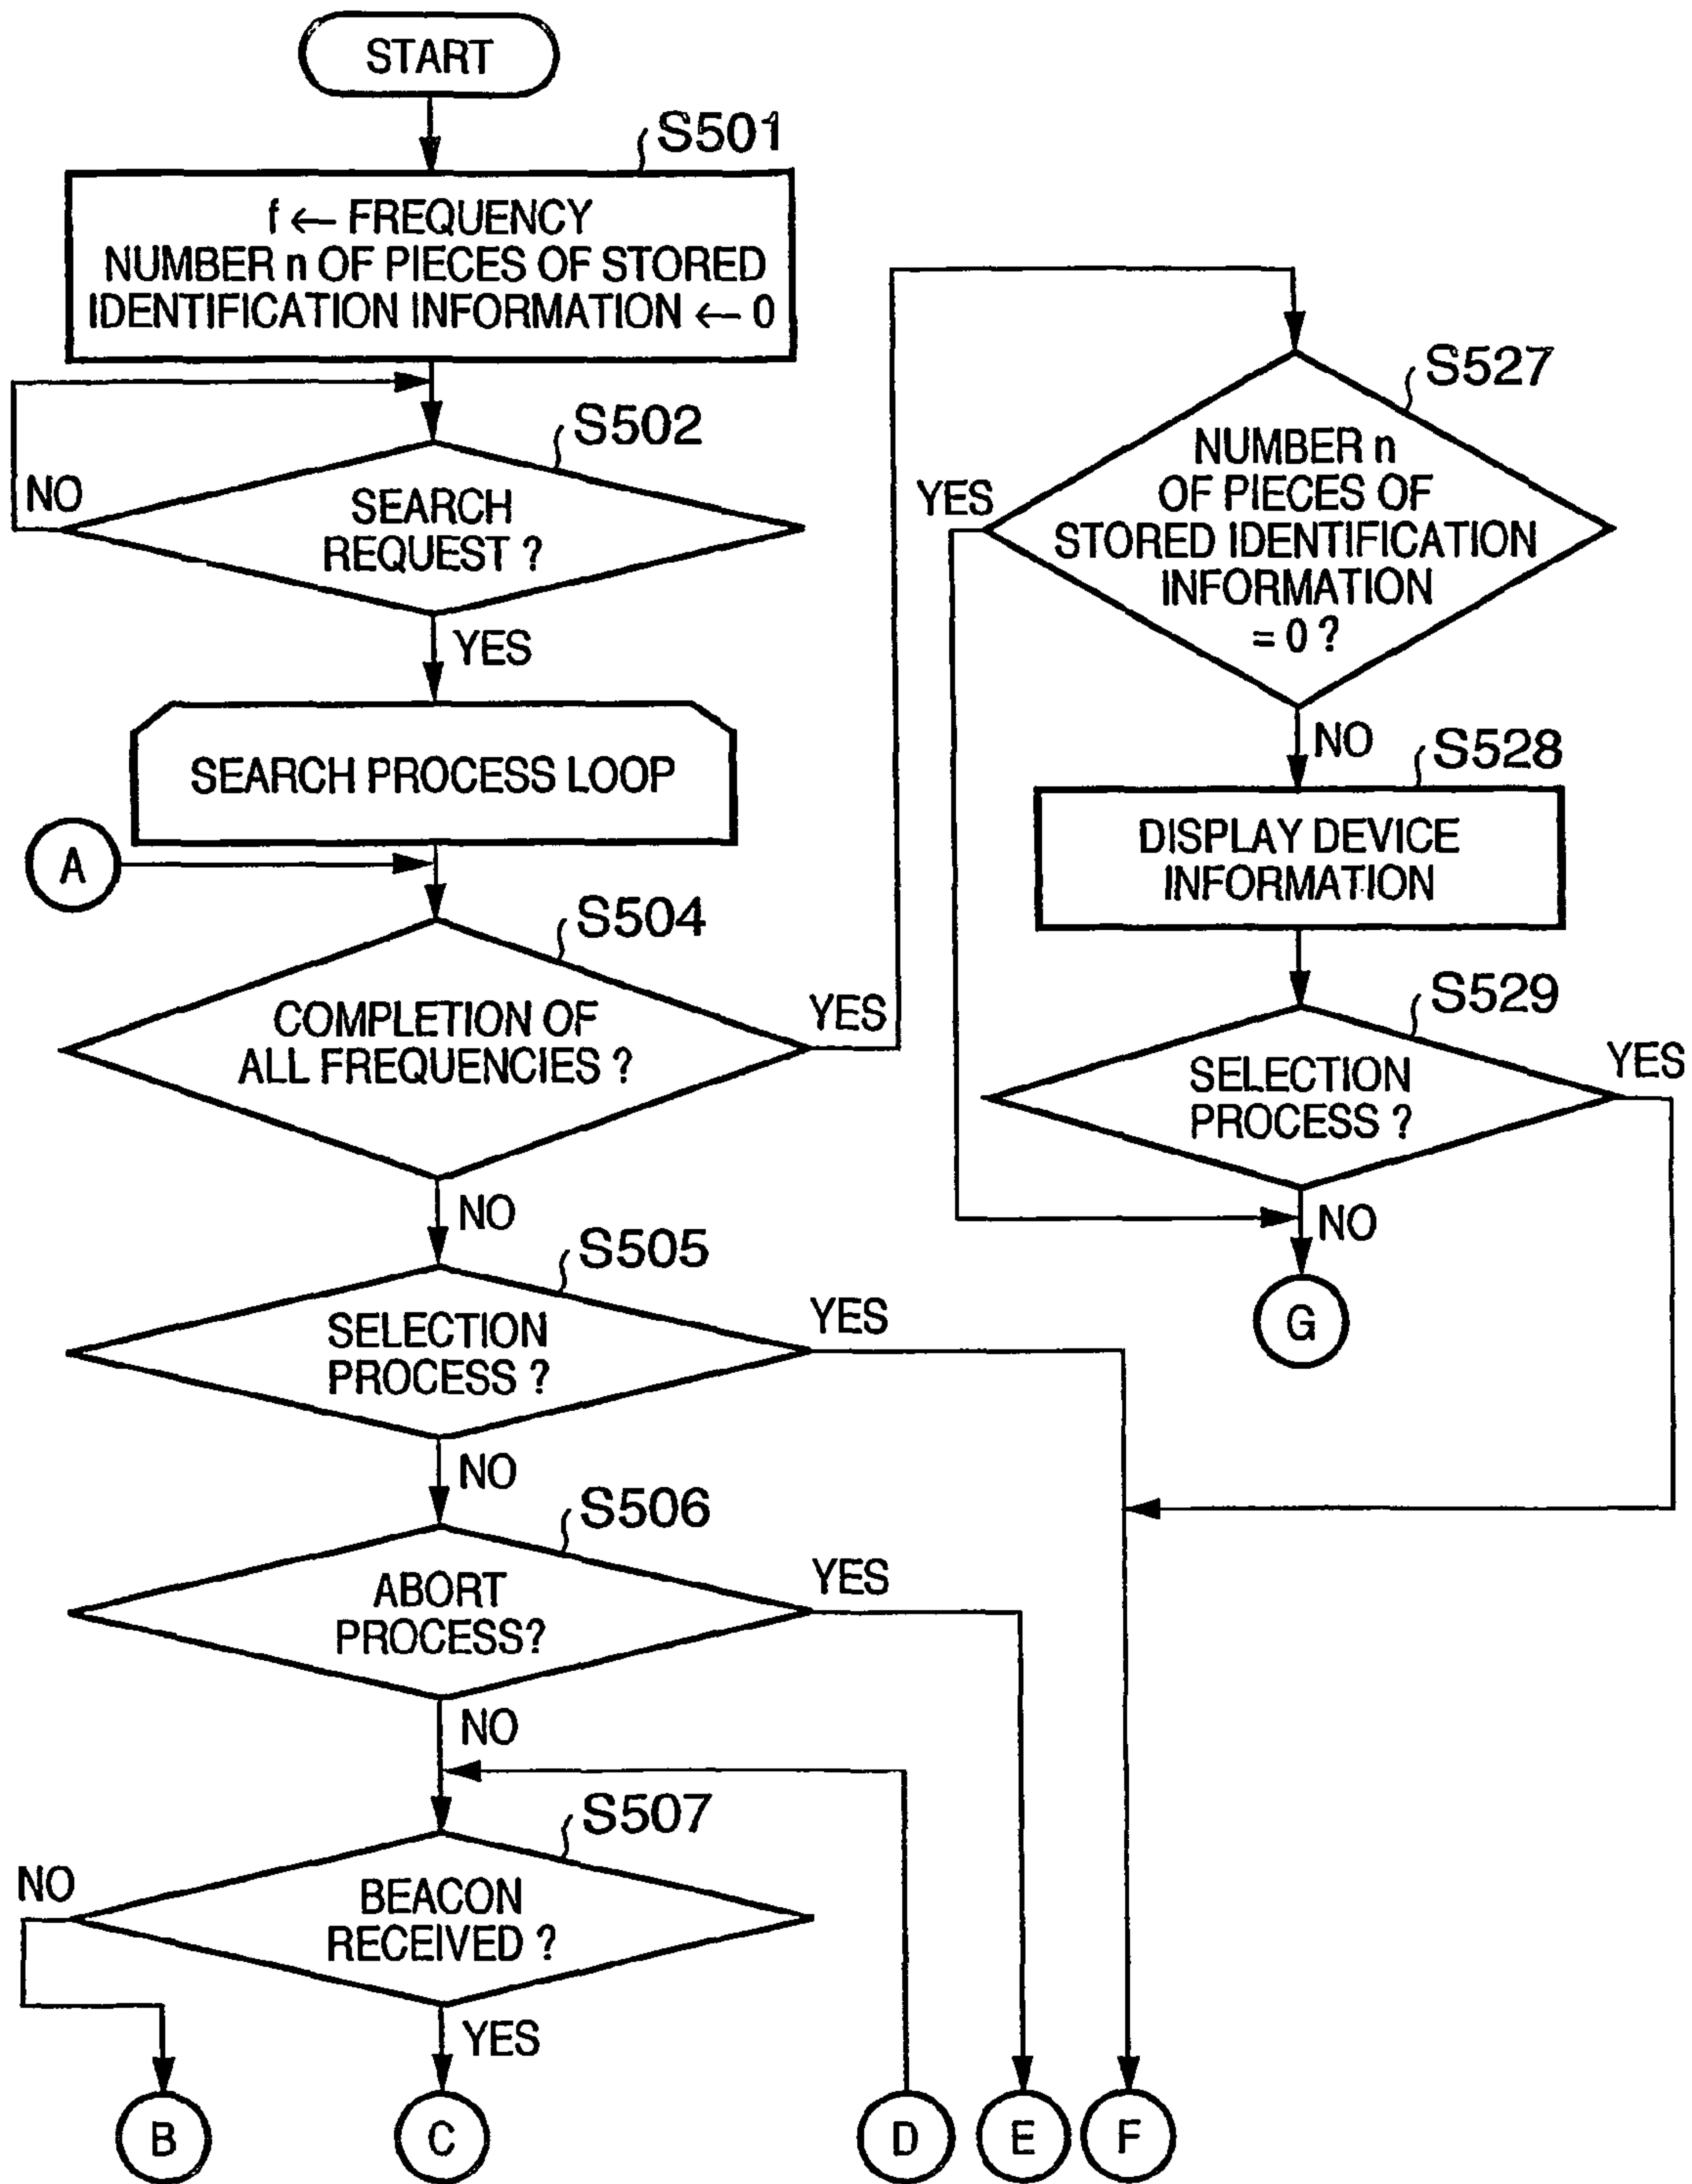 START
S501
f ← FREQUENCY
NUMBER n OF PIECES OF STORED
IDENTIFICATION INFORMATION ← 0
S502
NO
SEARCH
REQUEST ?
YES
SEARCH PROCESS LOOP
A
S504
COMPLETION OF
ALL FREQUENCIES ?
YES
NO
S505
SELECTION
PROCESS ?
YES
NO
S506
ABORT
PROCESS?
YES
NO
S507
NO
BEACON
RECEIVED ?
YES
B
C
D
E
F
S527
YES
NUMBER n
OF PIECES OF
STORED IDENTIFICATION
INFORMATION
= 0 ?
NO
S528
DISPLAY DEVICE
INFORMATION
S529
YES
SELECTION
PROCESS ?
NO
G